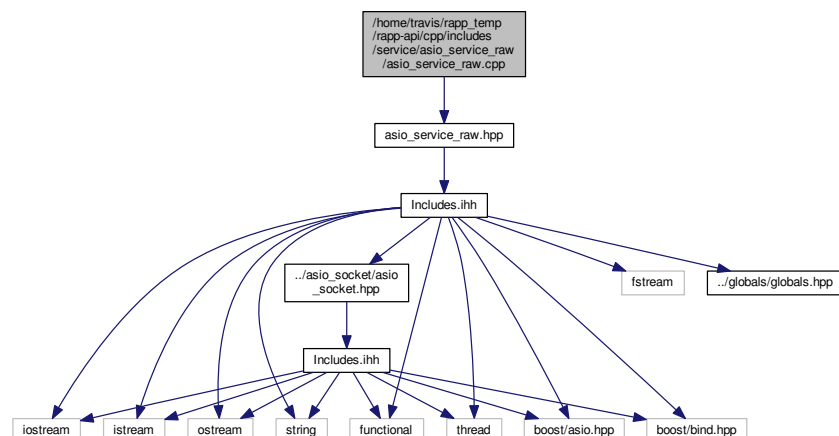 /home/travis/rapp_temp
/rapp-api/cpp/includes
/service/asio_service_raw
/asio_service_raw.cpp
asio_service_raw.hpp
Includes.ihh
../asio_socket/asio
_socket.hpp
fstream
../globals/globals.hpp
Includes.ihh
iostream
istream
ostream
string
functional
thread
boost/asio.hpp
boost/bind.hpp